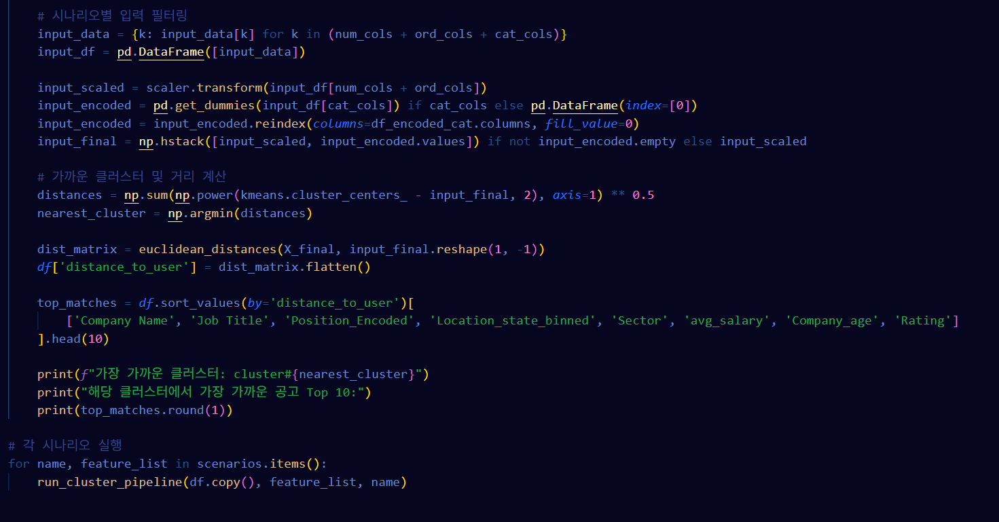 # 시나리오별 입력 필터링
input_data = {k: input_data[k] for k in (num_cols + ord_cols + cat_cols)}
input_df = pd.DataFrame([input_data])
input_scaled = scaler.transform(input_df[num_cols + ord_cols])
input_encoded = pd.get_dummies(input_df[cat_cols]) if cat_cols else pd.DataFrame(index=[0])
input_encoded = input_encoded.reindex(columns=df_encoded_cat.columns, fill_value=0)
input_final = np.hstack([input_scaled, input_encoded.values]) if not input_encoded.empty else input_scaled
# 가까운 클러스터 및 거리 계산
distances = np.sum(np.power(kmeans.cluster_centers_ - input_final, 2), axis=1) ** 0.5
nearest_cluster = np.argmin(distances)
dist_matrix = euclidean_distances(X_final, input_final.reshape(1, -1))
df['distance_to_user'] = dist_matrix.flatten()
top_matches = df.sort_values(by='distance_to_user')[
['Company Name', 'Job Title', 'Position_Encoded', 'Location_state_binned', 'Sector', 'avg_salary', 'Company_age', 'Rating']
].head(10)
print(f"가장 가까운 클러스터: cluster#{nearest_cluster}")
print("해당 클러스터에서 가장 가까운 공고 Top 10:")
print(top_matches.round(1))
# 각 시나리오 실행
for name, feature_list in scenarios.items():
run_cluster_pipeline(df.copy(), feature_list, name)